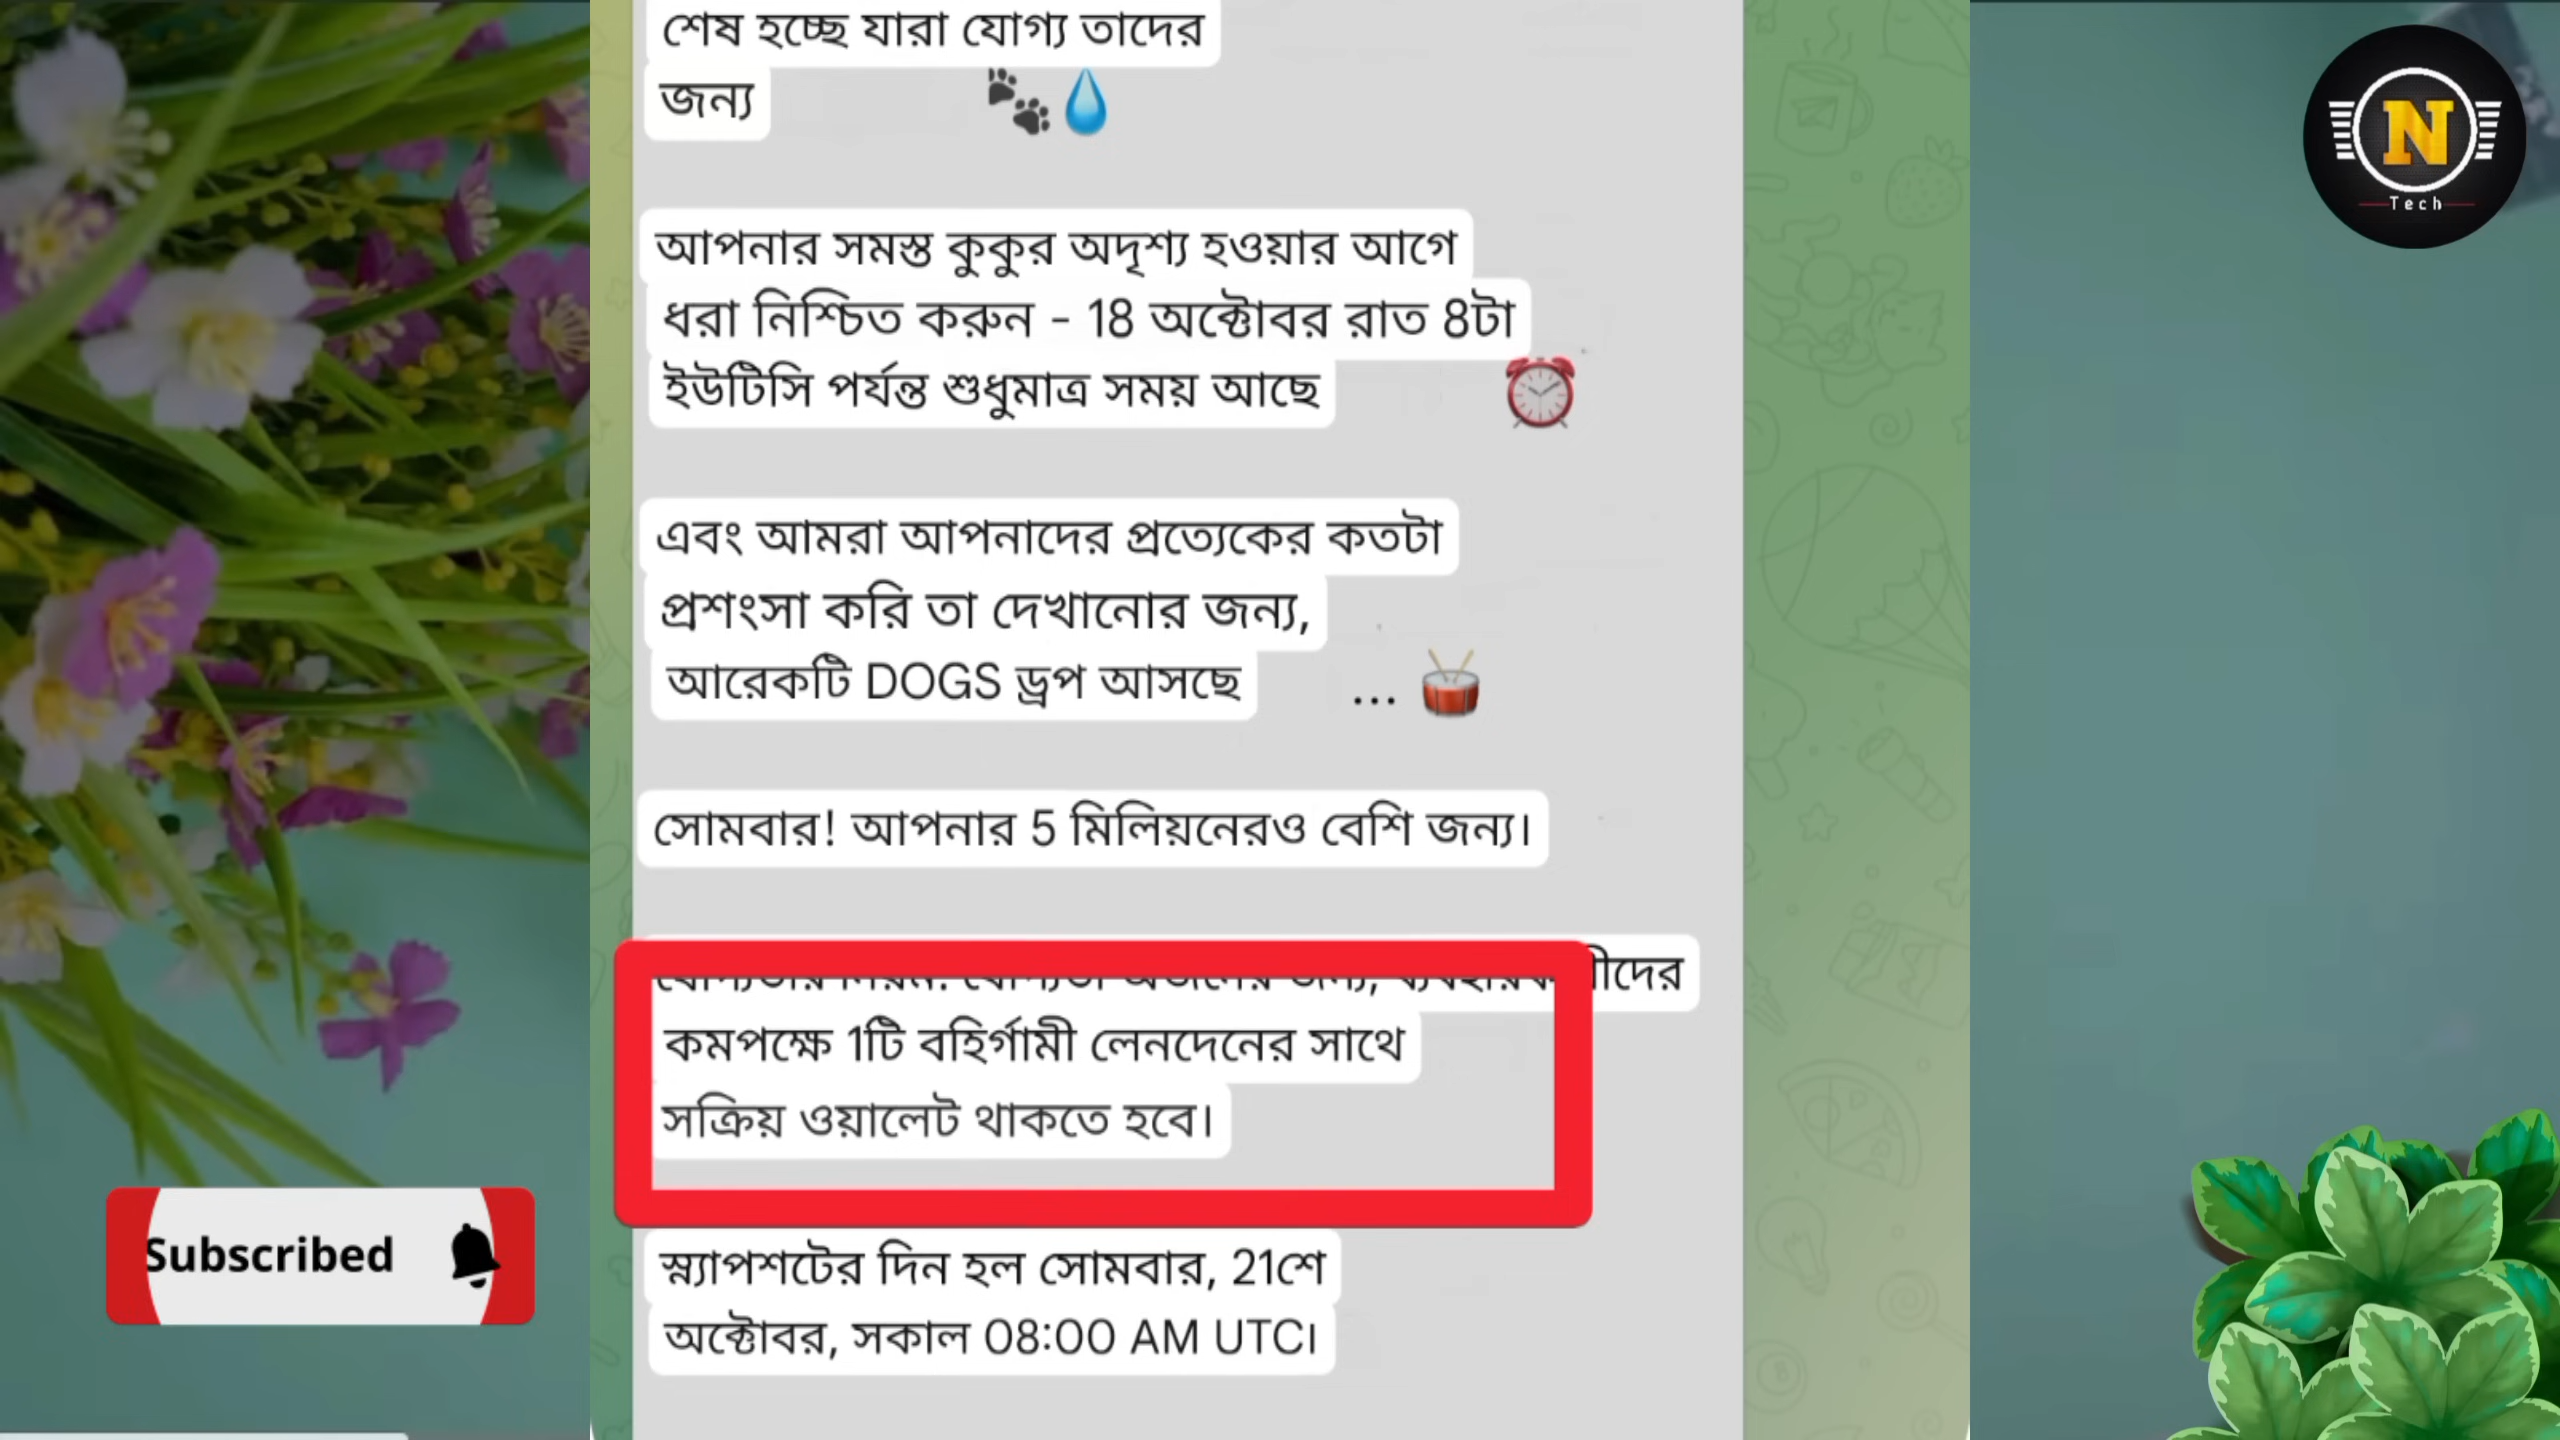 শেষ হচ্ছে যারা যোগ্য তাদের
জন্য
আপনার সমস্ত কুকুর অদৃশ্য হওয়ার আগে
ধরা নিশ্চিত করুন - 18 অক্টোবর রাত 8টা
ইউটিসি পর্যন্ত শুধুমাত্র সময় আছে
এবং আমরা আপনাদের প্রত্যেকের কতটা
প্রশংসা করি তা দেখানোর জন্য,
আরেকটি DOGS ড্রপ আসছে ...
সোমবার! আপনার 5 মিলিয়নেরও বেশি জন্য।
কমপক্ষে 1টি বহির্গামী লেনদেনের সাথে
সক্রিয় ওয়ালেট থাকতে হবে।
স্ন্যাপশটের দিন হল সোমবার, 21শে
অক্টোবর, সকাল 08:00 AM UTC।
Subscribed
N
Tech